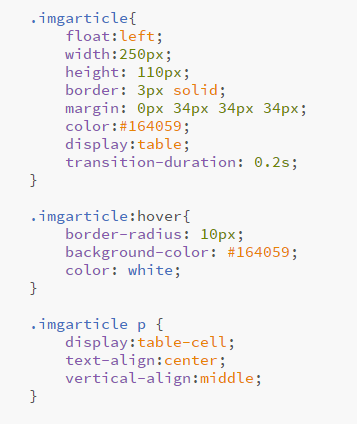 .imgarticle{
float:left;
width:250px;
height: 110px;
border: 3px solid;
margin: 0px 34px 34px 34px;
color:#164059;
display:table;
transition-duration: 0.2s;
}
.imgarticle:hover{
border-radius: 10px;
background-color: #164059;
color: white;
}
.imgarticle p {
display:table-cell;
text-align:center;
vertical-align:middle;
}